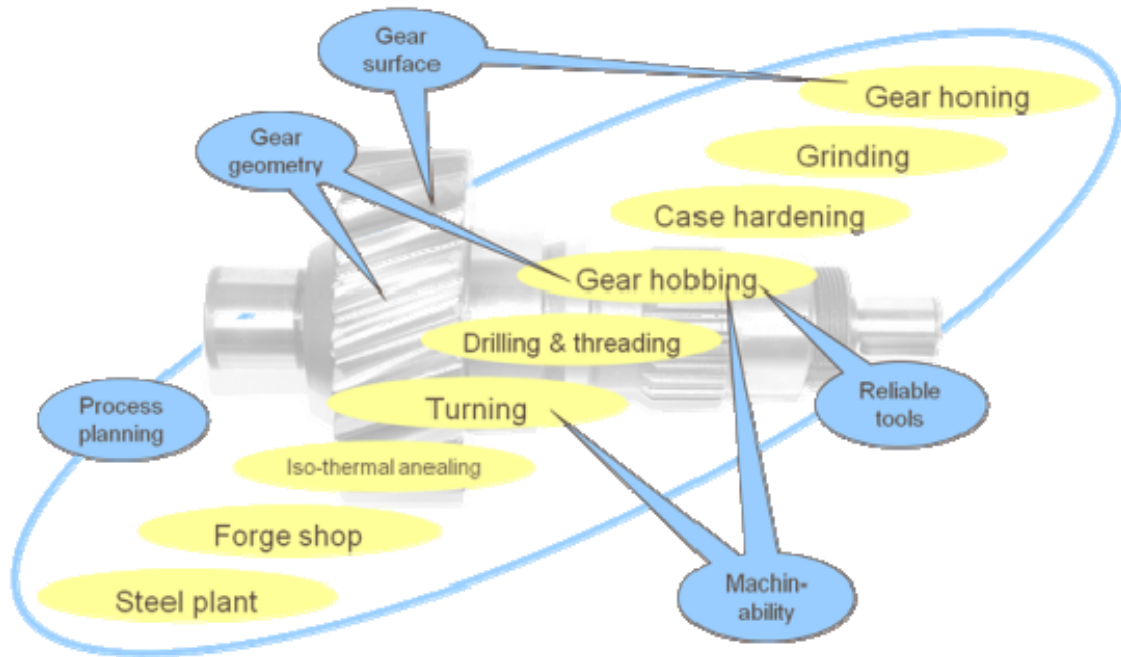 Gear
surface
Gear honing
Gear
geometry
Grinding
Case hardening
Gear hobbing
Drilling & threading
Process
planning
Turning
Reliable
tools
Iso-thermal anealing
Forge shop
Machin-
ability
Steel plant